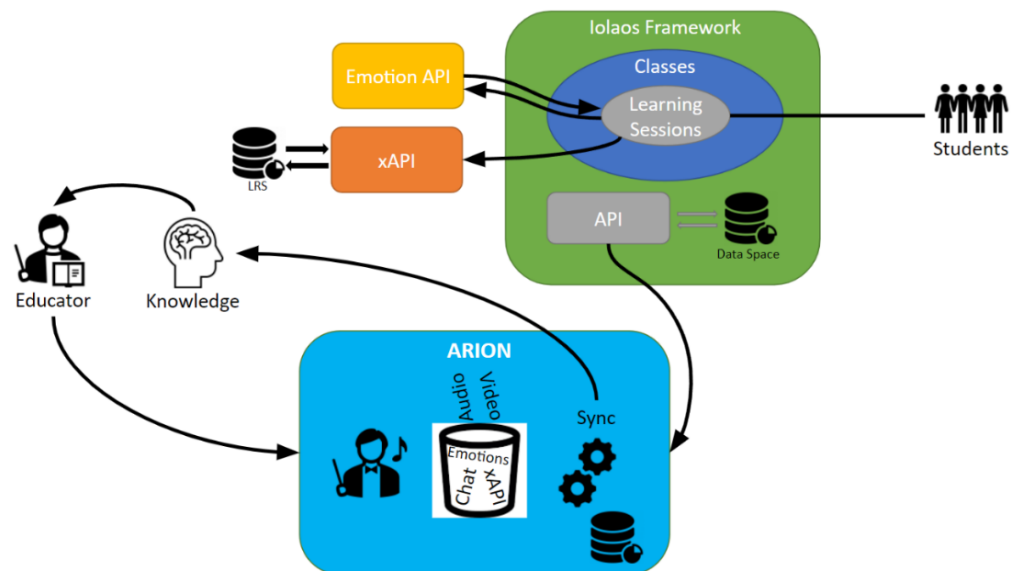 Iolaos Framework
Classes
Learning
Sessions
Emotion API
xAPI
LRS
Students
API
Data Space
Educator
Knowledge
ARION
Audio
Video
Emotions
Chat
xAPI
Sync